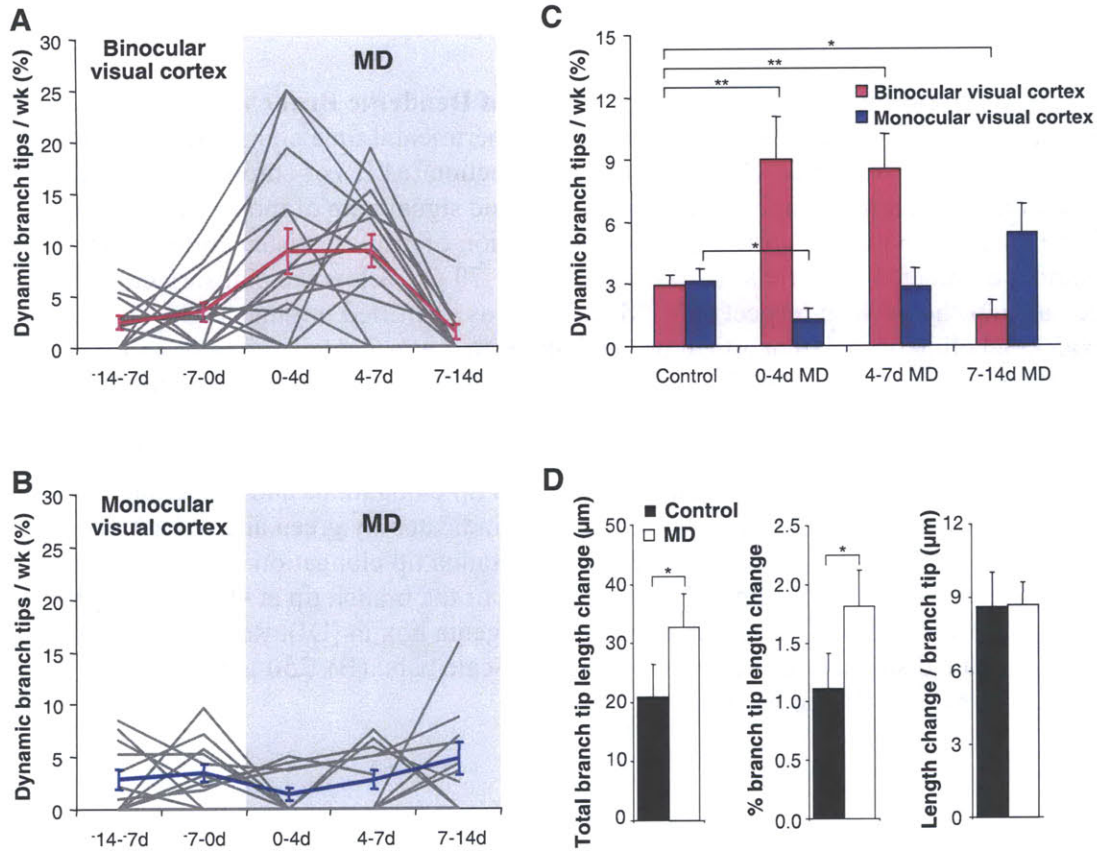 A
Binocular
visual cortex
MD
Dynamic branch tips / wk (%)
30
25
20
15
10
5
0
-14--7d
-7-0d
0-4d
4-7d
7-14d
C
Dynamic branch tips / wk (%)
15
12
9
6
3
0
*
**
**
*
Binocular visual cortex
Monocular visual cortex
Control
0-4d MD
4-7d MD
7-14d MD
B
Monocular
visual cortex
MD
Dynamic branch tips / wk (%)
30
25
20
15
10
5
0
-14--7d
-7-0d
0-4d
4-7d
7-14d
D
Control
MD
Total branch tip length change (µm)
50
40
30
20
10
0
*
% branch tip length change
2.5
2.0
1.5
1.0
0.5
0.0
*
Length change / branch tip (µm)
12
9
6
3
0